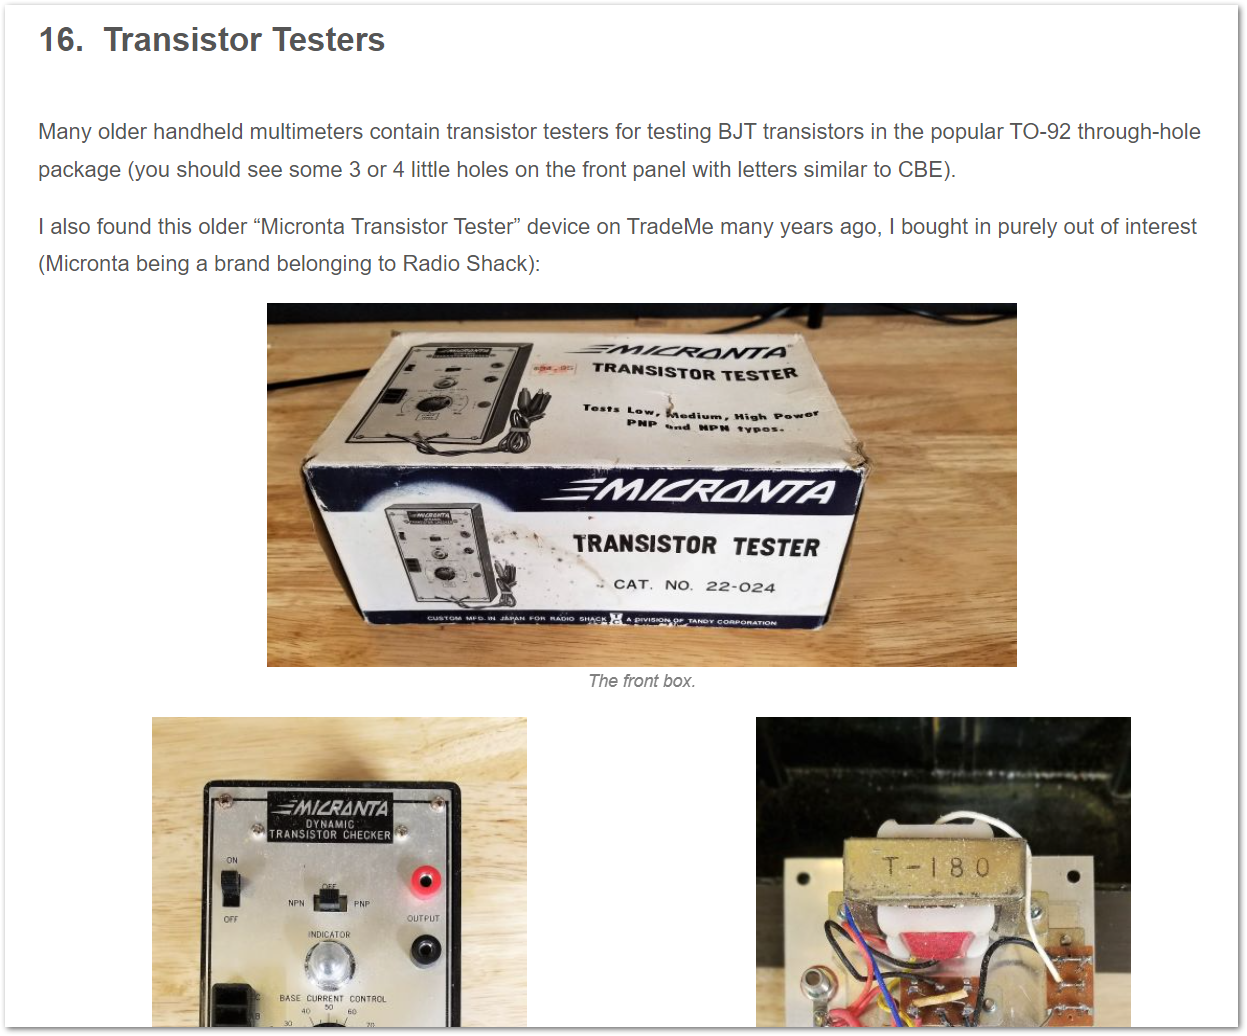 16. Transistor Testers
Many older handheld multimeters contain transistor testers for testing BJT transistors in the popular TO-92 through-hole
package (you should see some 3 or 4 little holes on the front panel with letters similar to CBE).
I also found this older “Micronta Transistor Tester” device on TradeMe many years ago, I bought in purely out of interest
(Micronta being a brand belonging to Radio Shack):
MICRONTA
TRANSISTOR TESTER
Tests Low, Medium, High Power
PNP and NPN types.
MICRONTA
MICRONTA
TRANSISTOR TESTER
CAT. NO. 22-024
CUSTOM MFG. IN JAPAN FOR RADIO SHACK A DIVISION OF TANDY CORPORATION
The front box.
MICRONTA
DYNAMIC
TRANSISTOR CHECKER
ON
OFF
OFF
NPN PNP
OUTPUT
INDICATOR
C
B
BASE CURRENT CONTROL
30 40 50 60 70
T-180